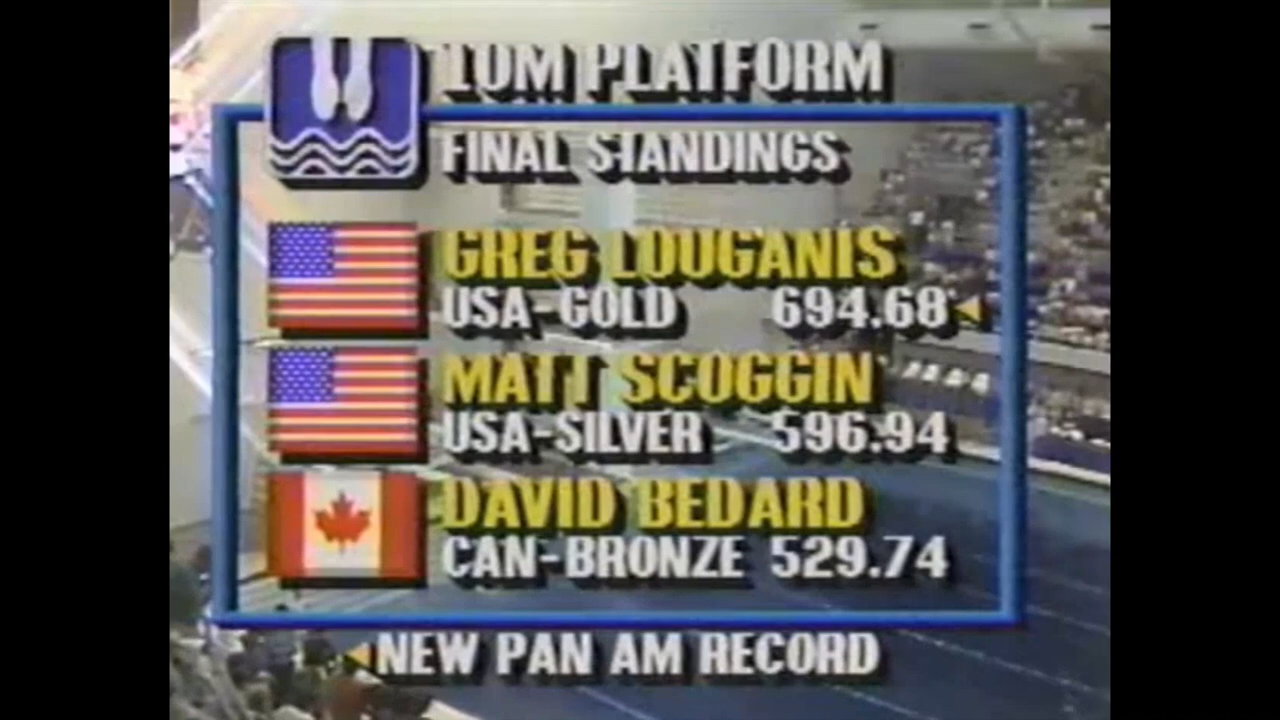 10M PLATFORM
FINAL STANDINGS
GREG LOUGANIS
USA-GOLD 694.68
MATT SCOGGIN
USA-SILVER 596.94
DAVID BEDARD
CAN-BRONZE 529.74
NEW PAN AM RECORD